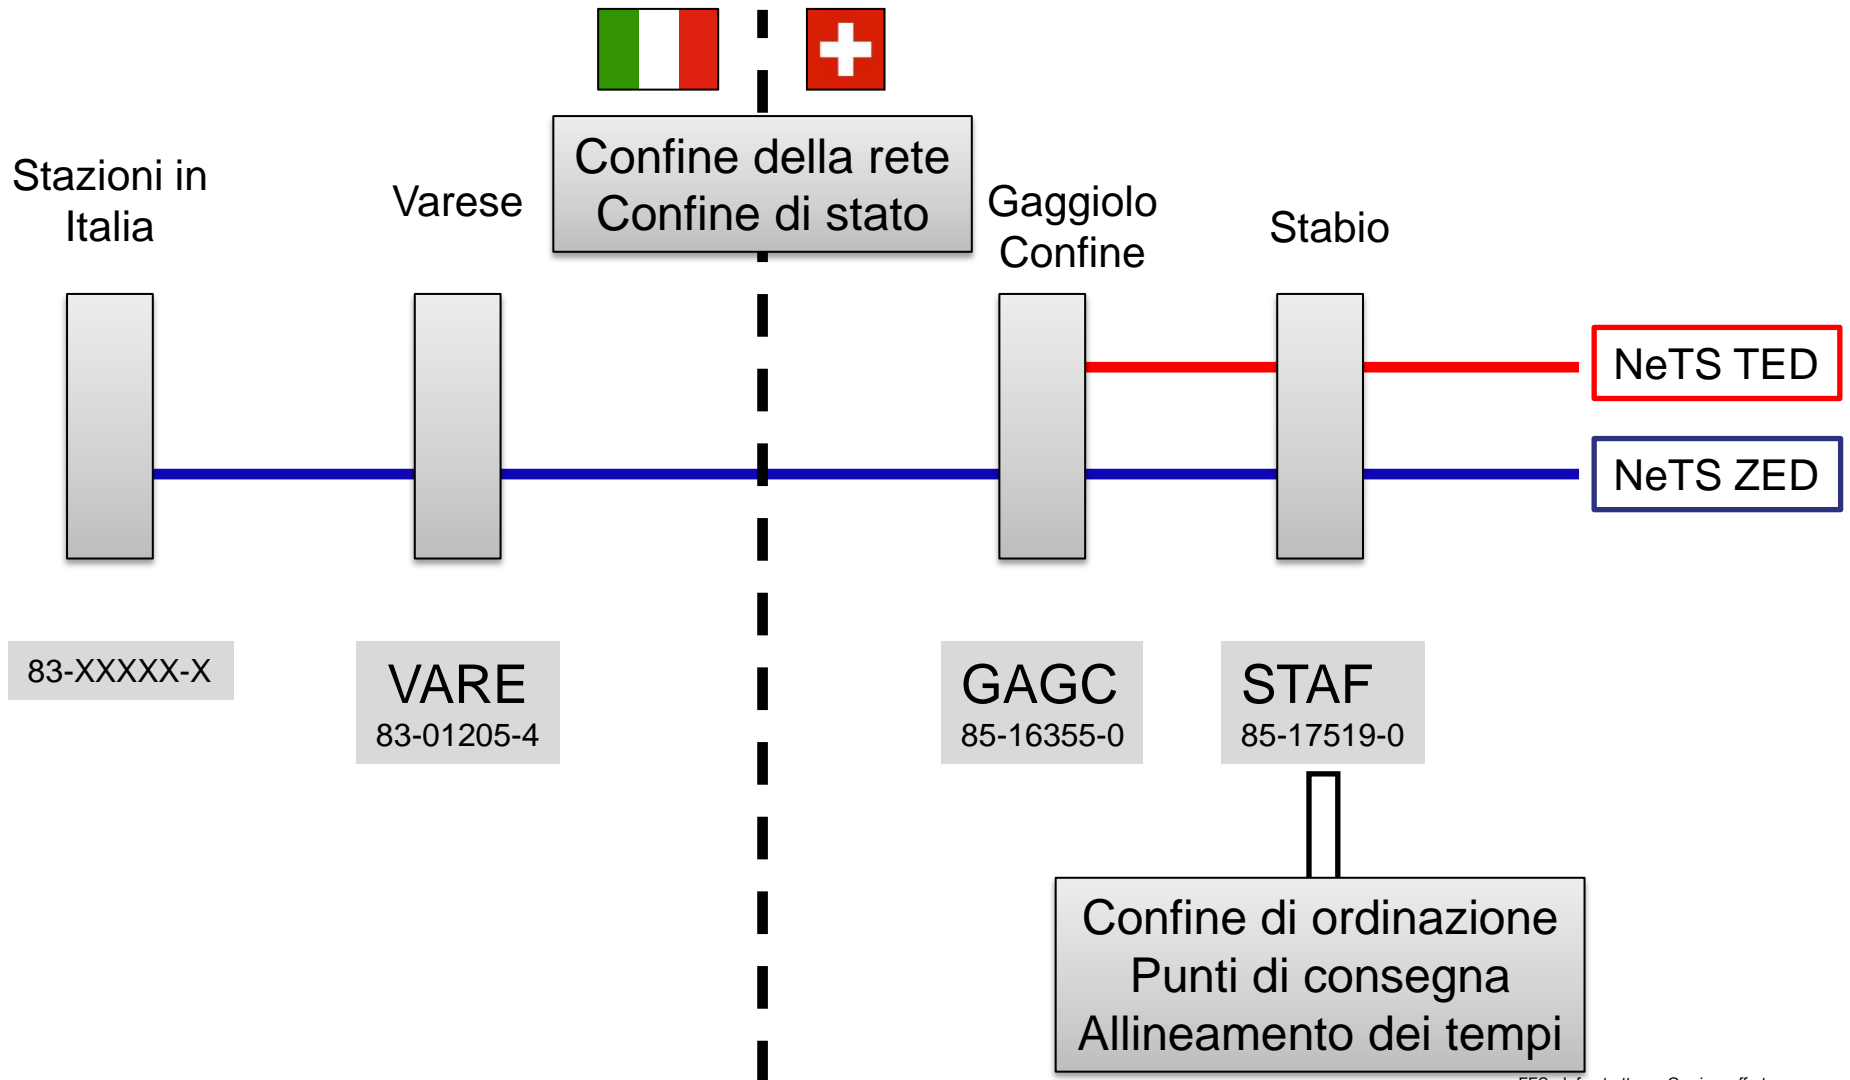 Confine della rete
Confine di stato
Stazioni in
Italia
Varese
Gaggiolo
Confine
Stabio
NeTS TED
NeTS ZED
83-XXXXX-X
VARE
83-01205-4
GAGC
85-16355-0
STAF
85-17519-0
Confine di ordinazione
Punti di consegna
Allineamento dei tempi